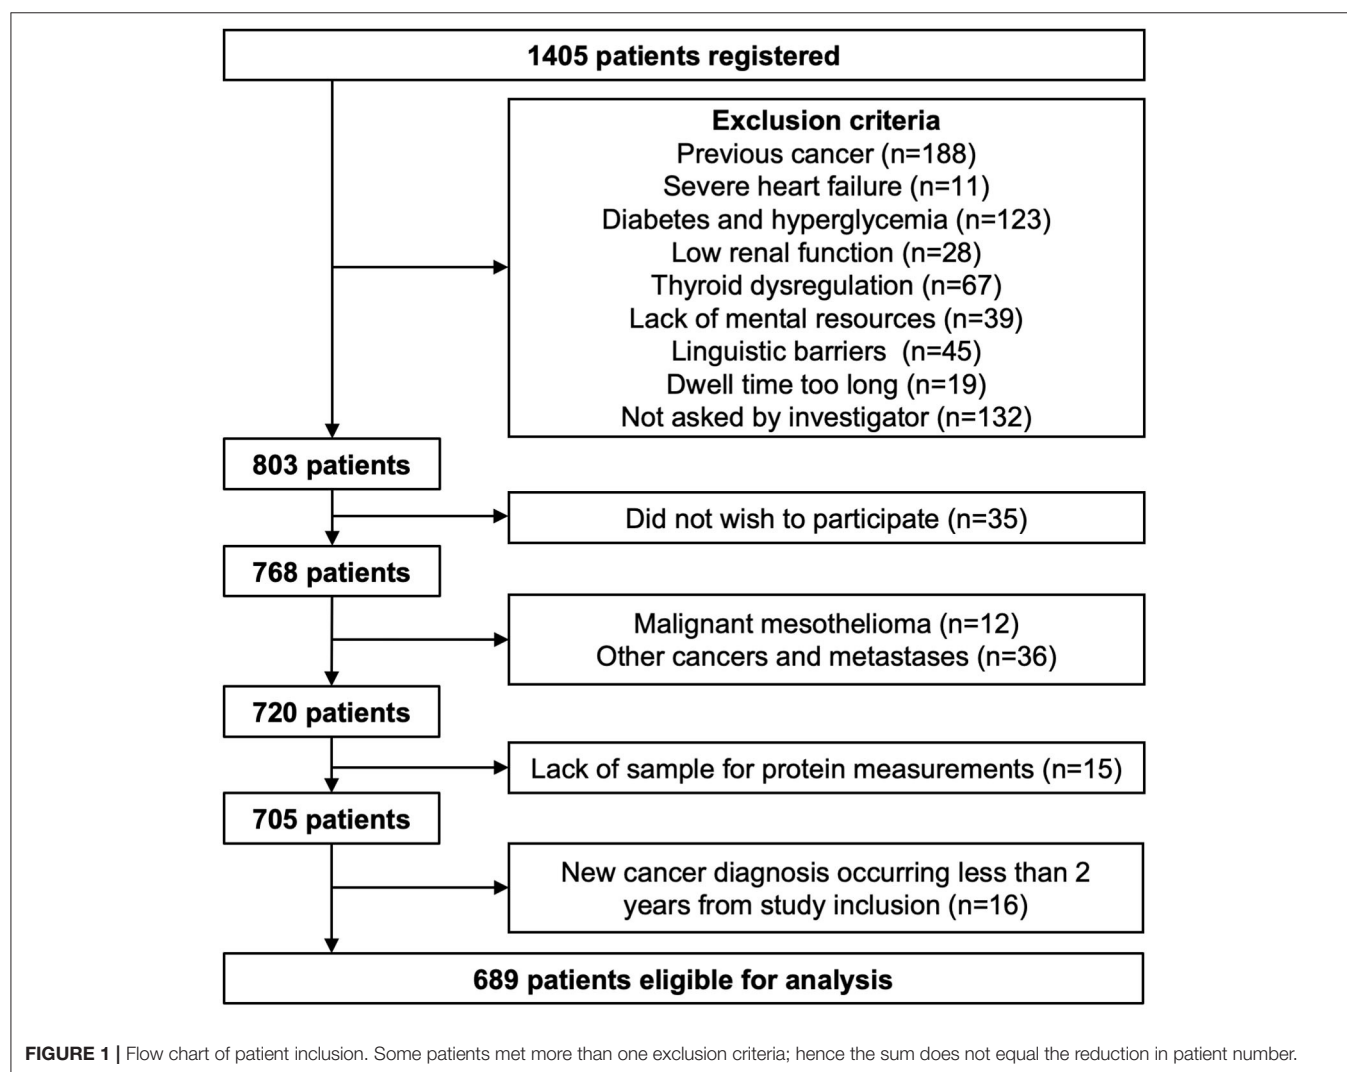 1405 patients registered
Exclusion criteria
Previous cancer (n=188)
Severe heart failure (n=11)
Diabetes and hyperglycemia (n=123)
Low renal function (n=28)
Thyroid dysregulation (n=67)
Lack of mental resources (n=39)
Linguistic barriers  (n=45)
Dwell time too long (n=19)
Not asked by investigator (n=132)
803 patients
Did not wish to participate (n=35)
768 patients
Malignant mesothelioma (n=12)
Other cancers and metastases (n=36)
720 patients
Lack of sample for protein measurements (n=15)
705 patients
New cancer diagnosis occurring less than 2
years from study inclusion (n=16)
689 patients eligible for analysis
FIGURE 1 | Flow chart of patient inclusion. Some patients met more than one exclusion criteria; hence the sum does not equal the reduction in patient number.